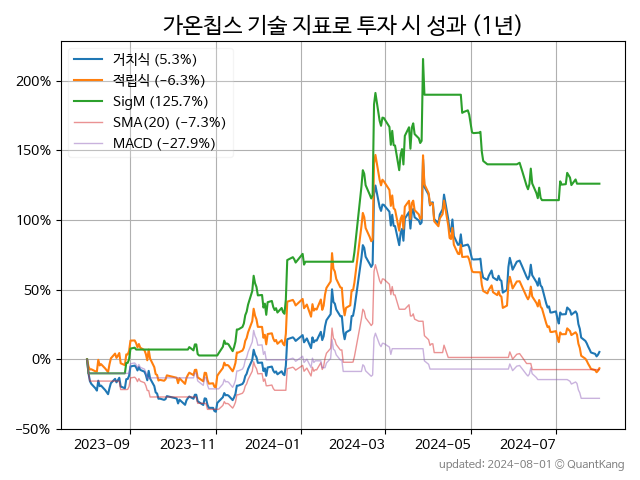 가온칩스 기술 지표로 투자 시 성과 (1년)
거치식 (5.3%)
적립식 (−6.3%)
SigM (125.7%)
SMA(20) (−7.3%)
MACD (−27.9%)
200%
150%
100%
50%
0%
−50%
2023-09 2023-11 2024-01 2024-03 2024-05 2024-07
updated: 2024-08-01 © QuantKang